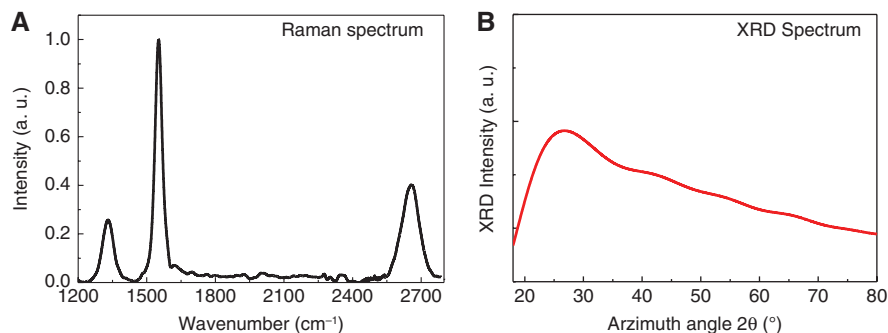 A
Raman spectrum
Intensity (a. u.)
1.0
0.8
0.6
0.4
0.2
0.0
1200 1500 1800 2100 2400 2700
Wavenumber (cm⁻¹)
B
XRD Spectrum
XRD Intensity (a. u.)
20 30 40 50 60 70 80
Arzimuth angle 2θ (°)